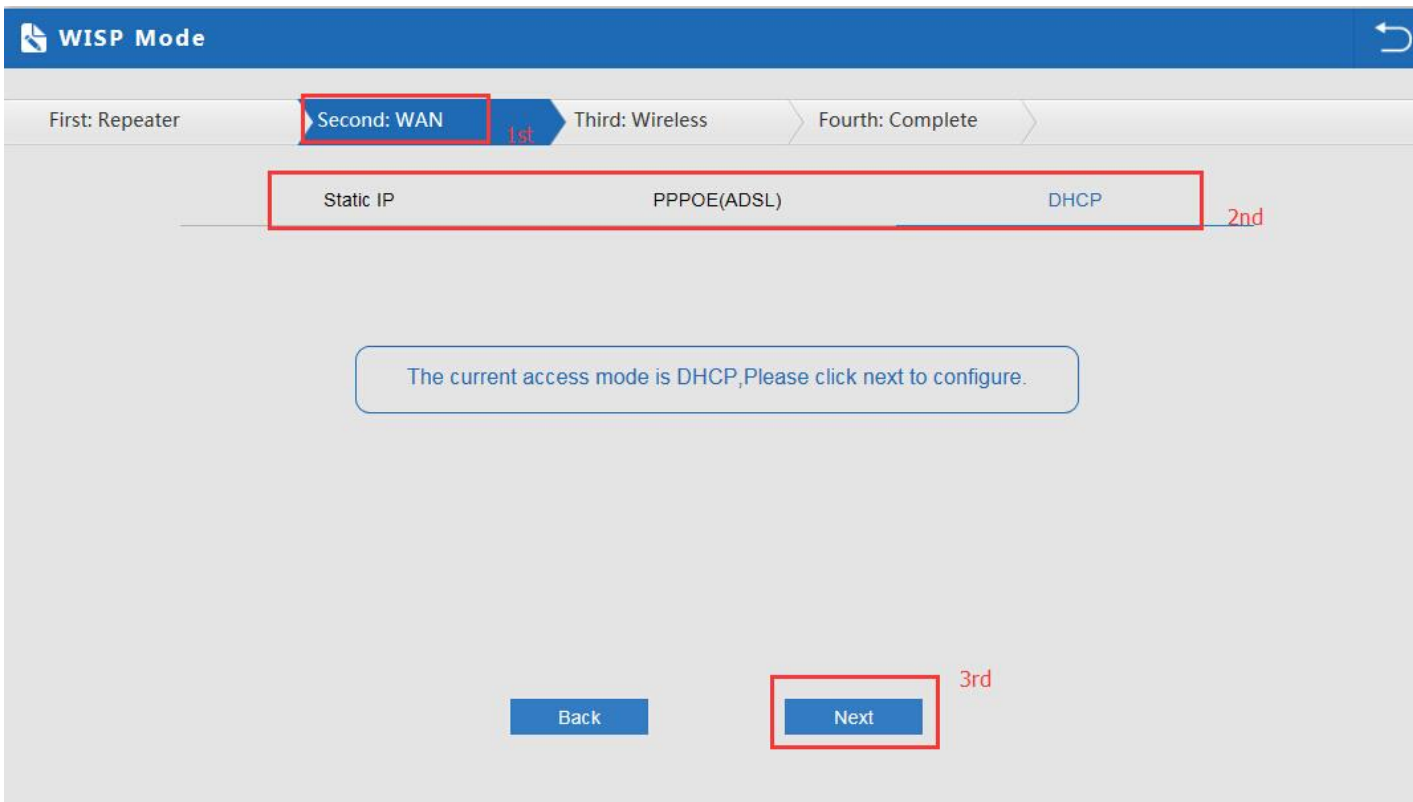 WISP Mode
First: Repeater Second: WAN 1st Third: Wireless Fourth: Complete
Static IP PPPOE(ADSL) DHCP 2nd
The current access mode is DHCP,Please click next to configure.
3rd
Back Next